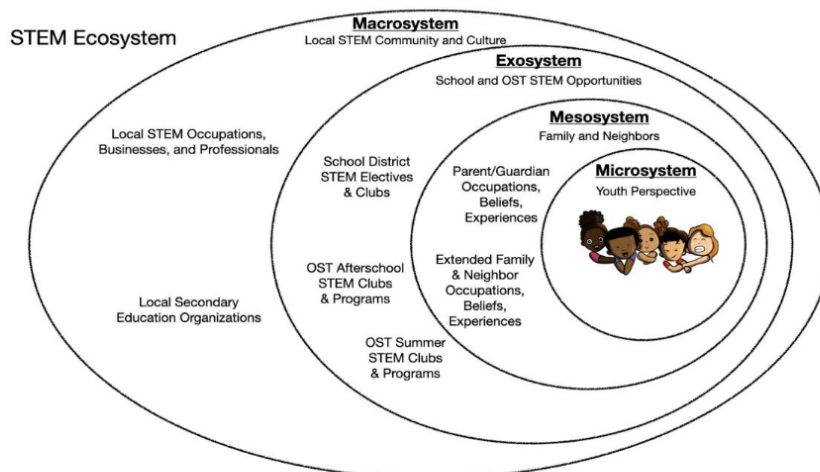 STEM Ecosystem
Macrosystem
Local STEM Community and Culture
Exosystem
School and OST STEM Opportunities
Mesosystem
Family and Neighbors
Microsystem
Youth Perspective
Local STEM Occupations,
Businesses, and Professionals
Local Secondary
Education Organizations
School District
STEM Electives
& Clubs
OST Afterschool
STEM Clubs
& Programs
OST Summer
STEM Clubs
& Programs
Parent/Guardian
Occupations,
Beliefs,
Experiences
Extended Family
& Neighbor
Occupations,
Beliefs,
Experiences